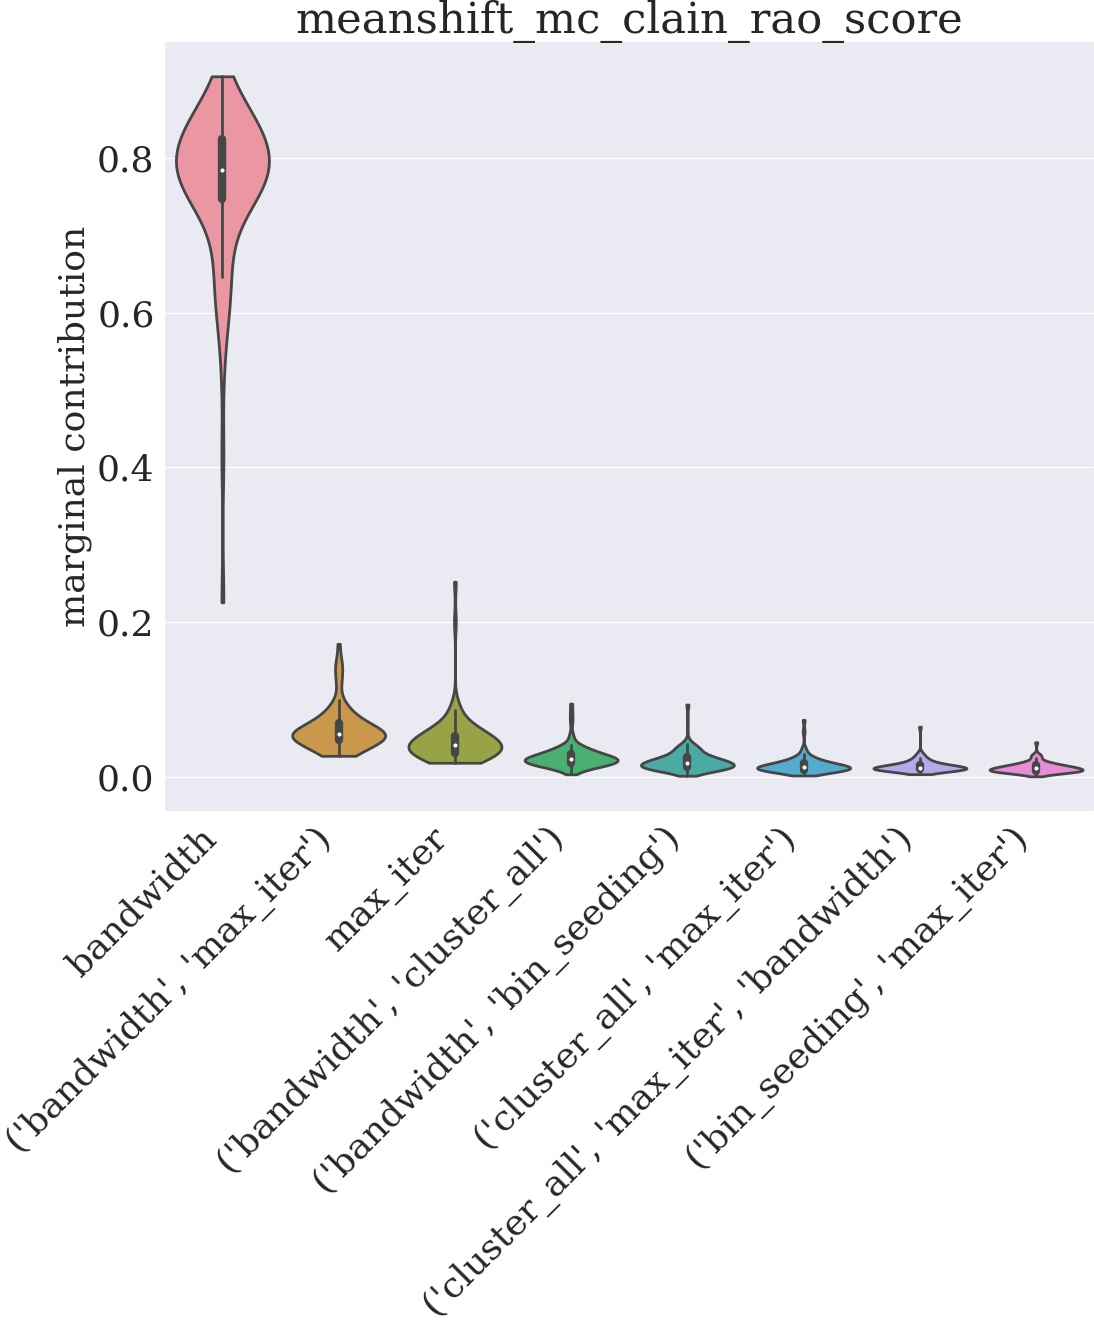 meanshift_mc_clain_rao_score
marginal contribution
0.8
0.6
0.4
0.2
0.0
bandwidth
('bandwidth', 'max_iter')
max_iter
('bandwidth', 'cluster_all')
('bandwidth', 'bin_seeding')
('cluster_all', 'max_iter')
('cluster_all', 'max_iter', 'bandwidth')
('bin_seeding', 'max_iter')